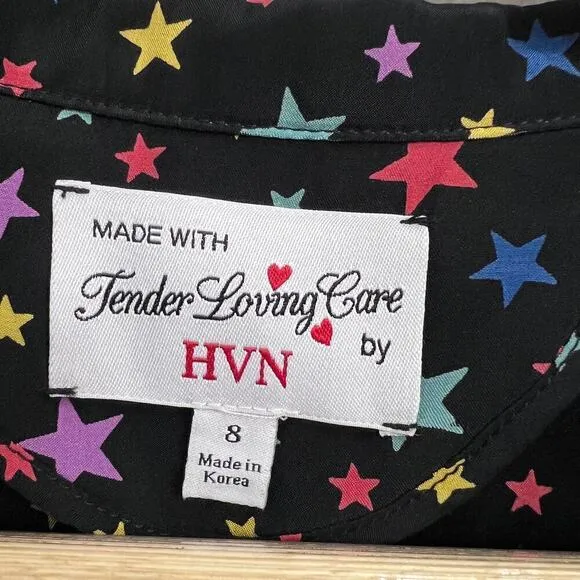 MADE WITH
Tender Loving Care
by
HVN
8
Made in
Korea